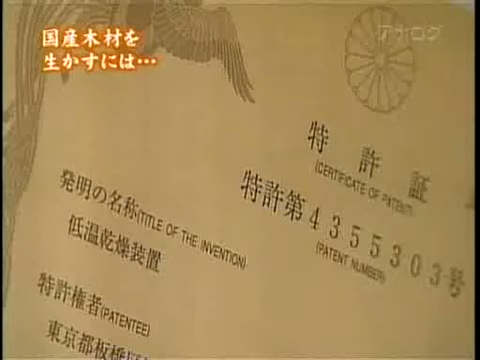 国産木材を
生かすには…
アナログ
特許証
(CERTIFICATE OF PATENT)
特許第4355303号
(PATENT NUMBER)
発明の名称(TITLE OF THE INVENTION)
低温乾燥装置
特許権者(PATENTEE)
東京都板橋区